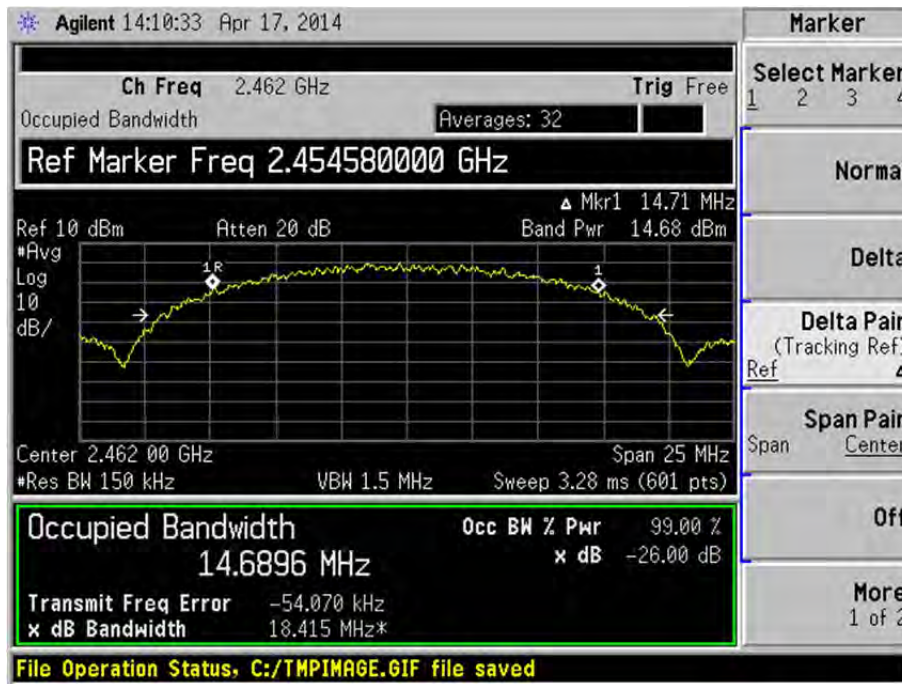 Agilent 14:10:33 Apr 17, 2014
Marker
Ch Freq 2.462 GHz Trig Free
Occupied Bandwidth Averages: 32
Ref Marker Freq 2.454580000 GHz
Δ Mkr1 14.71 MHz
Ref 10 dBm Atten 20 dB Band Pwr 14.68 dBm
#Avg
Log
10
dB/
1R
1
Center 2.462 00 GHz Span 25 MHz
#Res BW 150 kHz VBW 1.5 MHz Sweep 3.28 ms (601 pts)
Occupied Bandwidth Occ BW % Pwr 99.00 %
14.6896 MHz x dB -26.00 dB
Transmit Freq Error -54.070 kHz
x dB Bandwidth 18.415 MHz*
File Operation Status, C:/TMPIMAGE.GIF file saved
Select Marker
1 2 3 4
Norma
Delta
Delta Pair
(Tracking Ref)
Ref
Span Pair
Span Center
Off
More
1 of 2